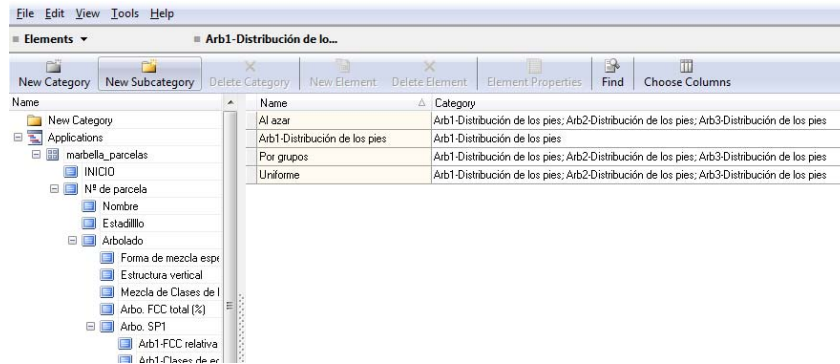 File Edit View Tools Help
Elements Arb1-Distribución de lo...
New Category New Subcategory Delete Category New Element Delete Element Element Properties Find Choose Columns
Name Name Category
New Category
Applications
marbella_parcelas
INICIO
Nº de parcela
Nombre
Estadillllo
Arbolado
Forma de mezcla espe
Estructura vertical
Mezcla de Clases de l
Arbo. FCC total (%)
Arbo. SP1
Arb1-FCC relativa
Arb1-Clases de ec
Al azar Arb1-Distribución de los pies; Arb2-Distribución de los pies; Arb3-Distribución de los pies
Arb1-Distribución de los pies Arb1-Distribución de los pies
Por grupos Arb1-Distribución de los pies; Arb2-Distribución de los pies; Arb3-Distribución de los pies
Uniforme Arb1-Distribución de los pies; Arb2-Distribución de los pies; Arb3-Distribución de los pies